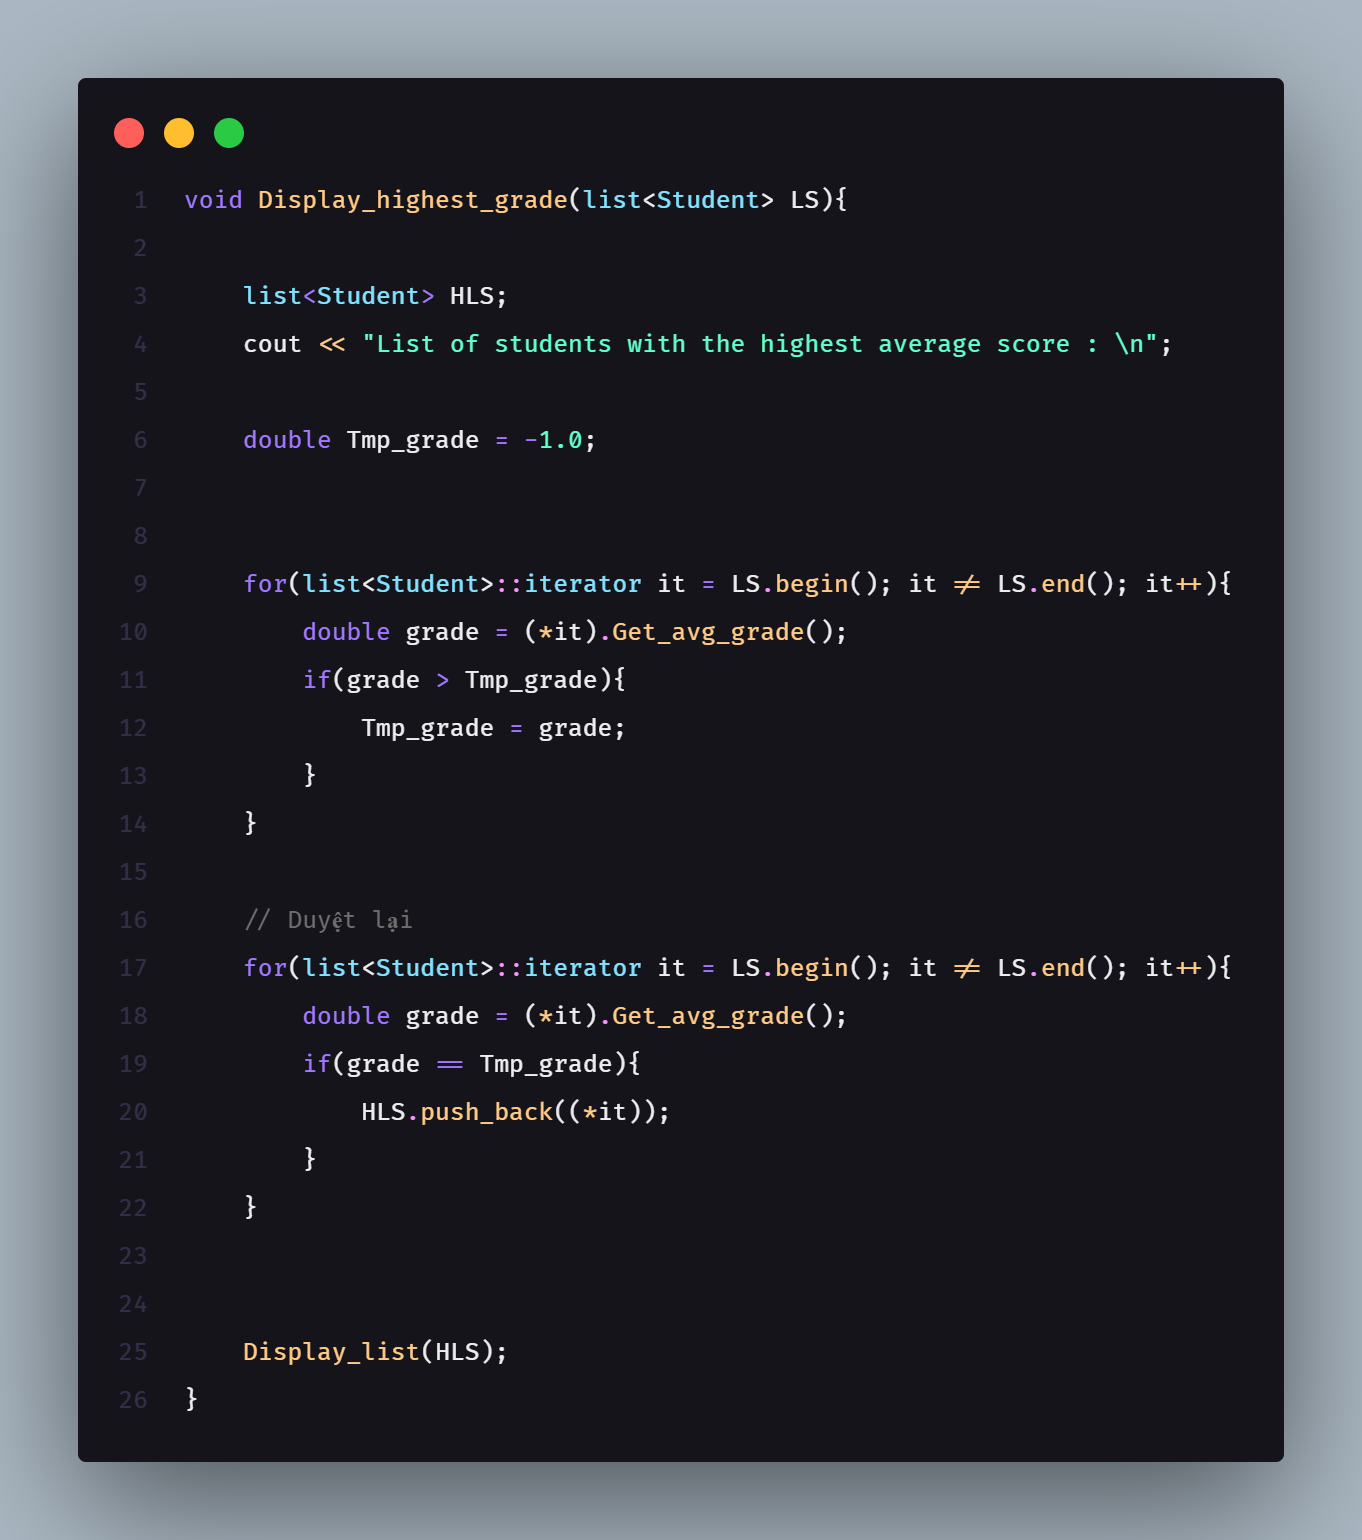 1 void Display_highest_grade(list<Student> LS){
2
3     list<Student> HLS;
4     cout << "List of students with the highest average score : \n";
5
6     double Tmp_grade = -1.0;
7
8
9     for(list<Student>::iterator it = LS.begin(); it != LS.end(); it++){
10         double grade = (*it).Get_avg_grade();
11         if(grade > Tmp_grade){
12             Tmp_grade = grade;
13         }
14     }
15
16     // Duyệt lại
17     for(list<Student>::iterator it = LS.begin(); it != LS.end(); it++){
18         double grade = (*it).Get_avg_grade();
19         if(grade == Tmp_grade){
20             HLS.push_back((*it));
21         }
22     }
23
24
25     Display_list(HLS);
26 }